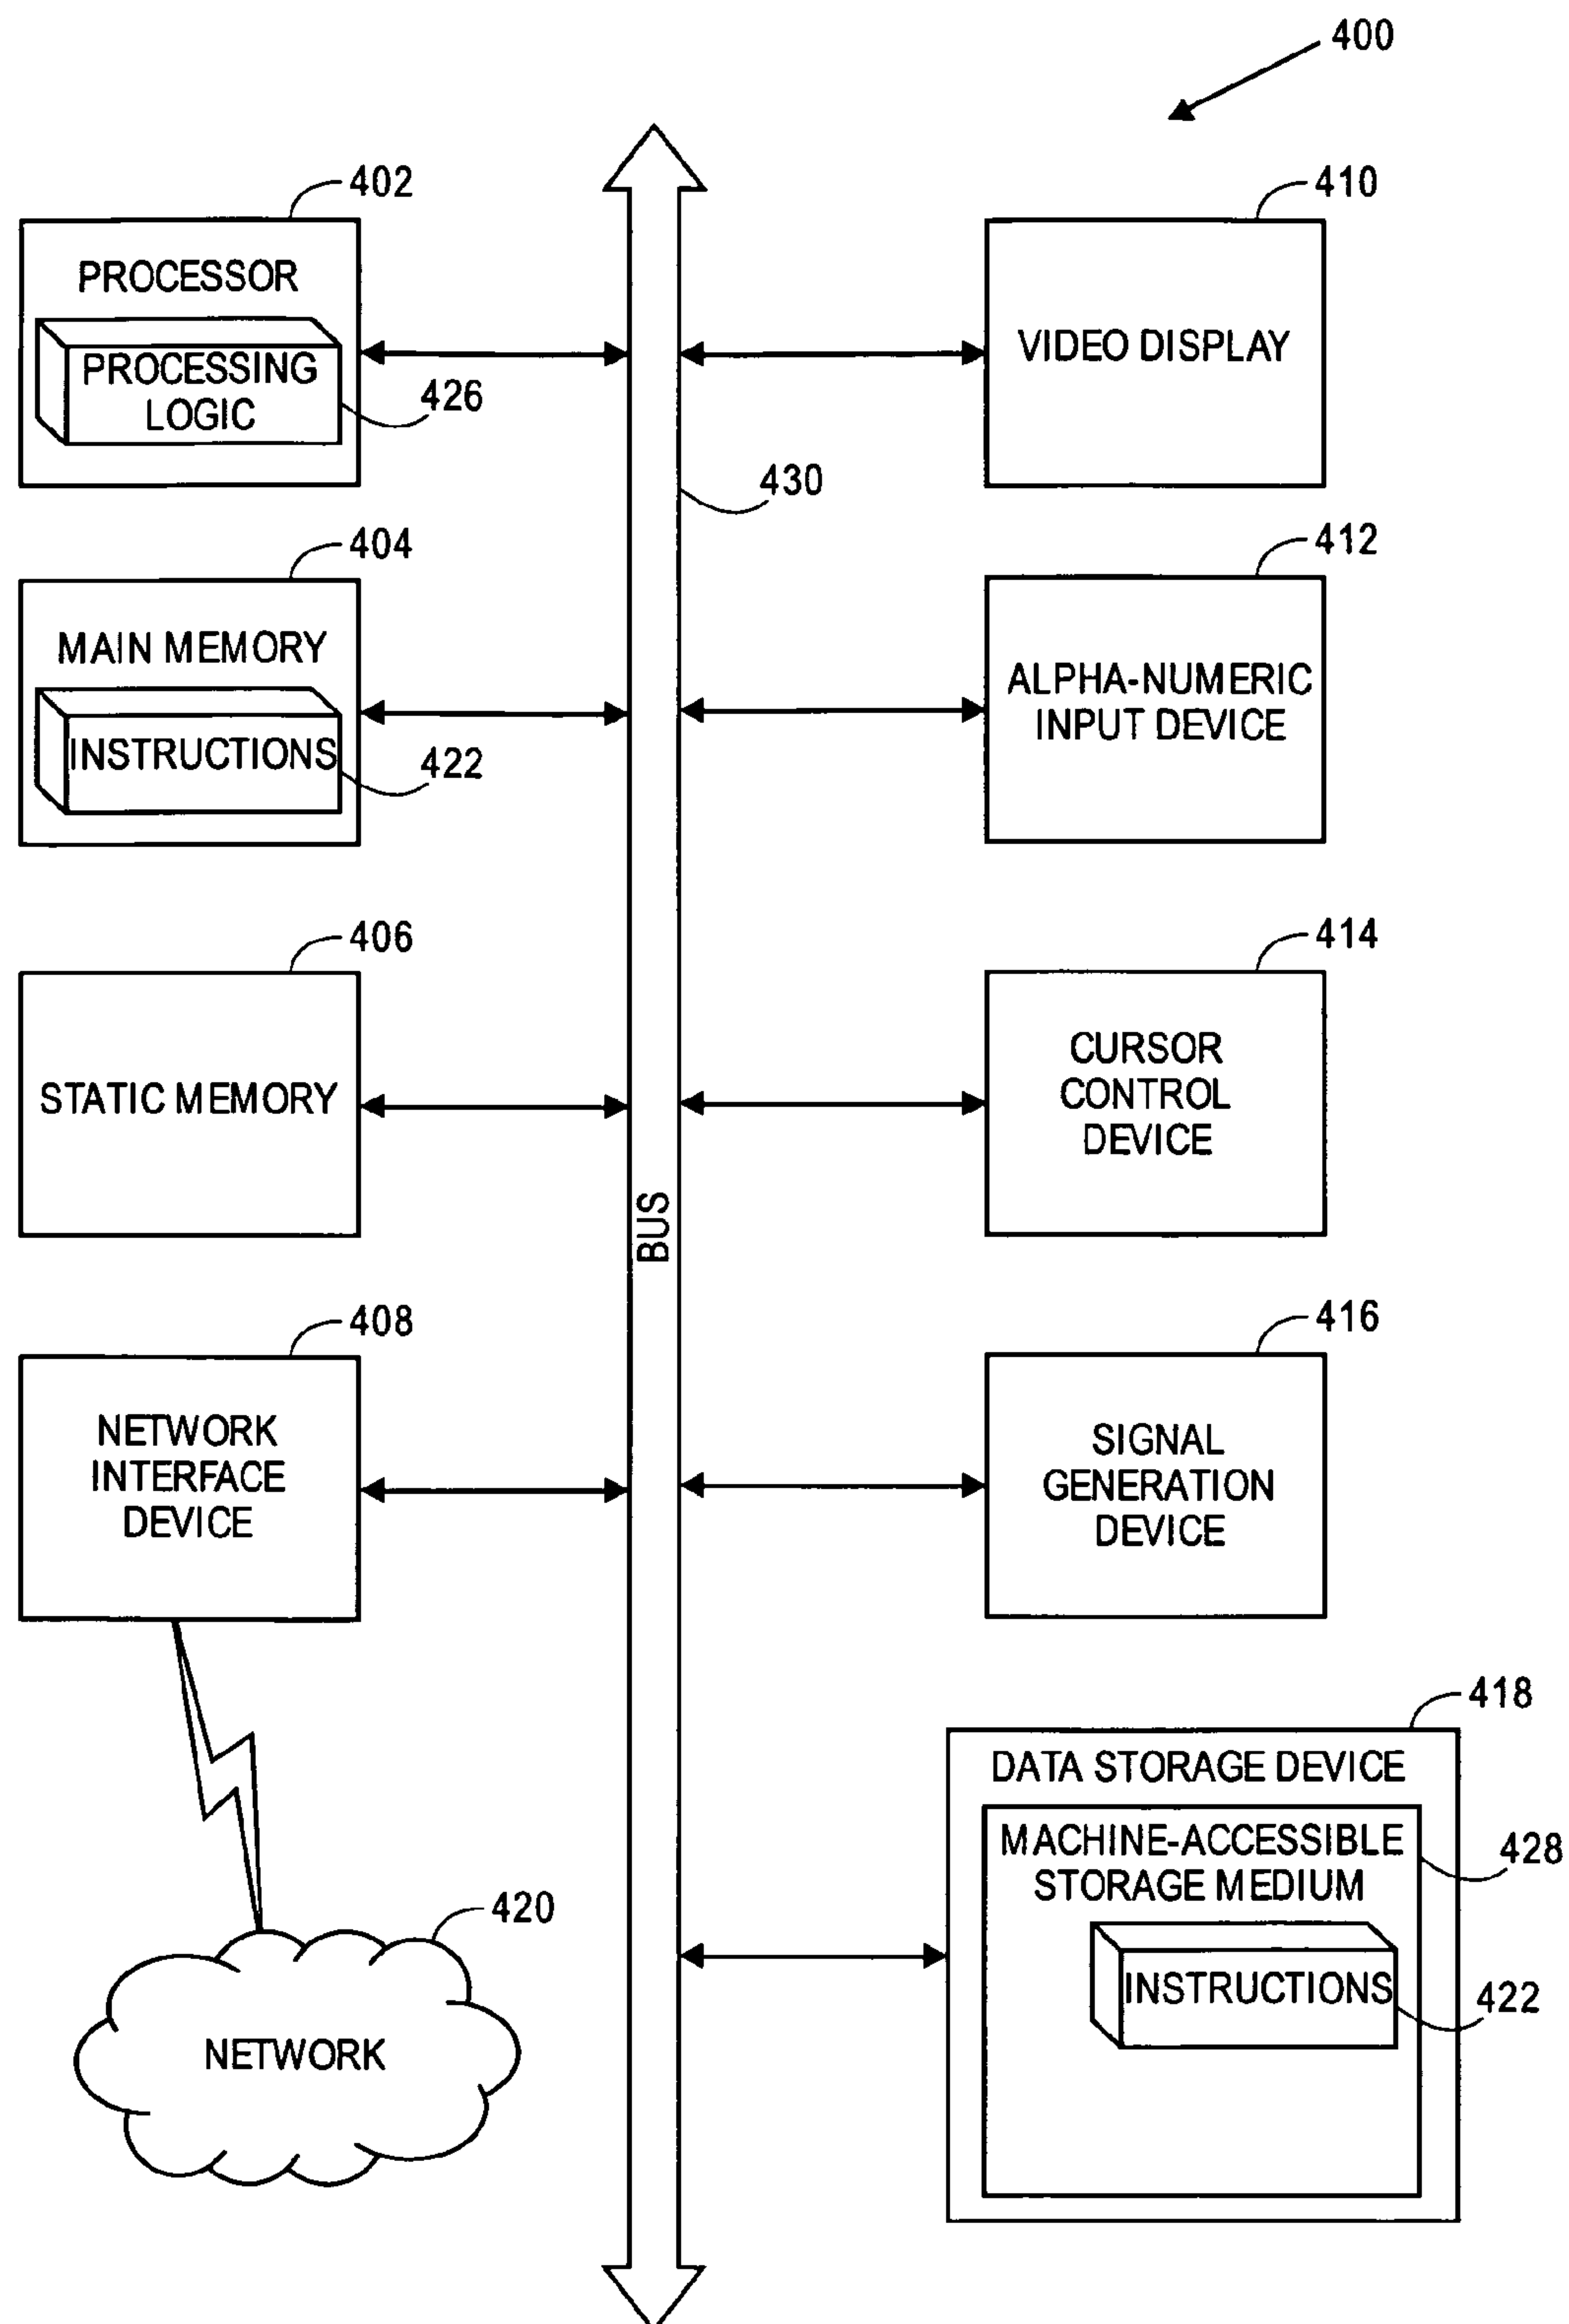 400
402
PROCESSOR
PROCESSING
LOGIC
426
404
MAIN MEMORY
INSTRUCTIONS
422
406
STATIC MEMORY
408
NETWORK
INTERFACE
DEVICE
420
NETWORK
430
BUS
410
VIDEO DISPLAY
412
ALPHA-NUMERIC
INPUT DEVICE
414
CURSOR
CONTROL
DEVICE
416
SIGNAL
GENERATION
DEVICE
418
DATA STORAGE DEVICE
MACHINE-ACCESSIBLE
STORAGE MEDIUM
428
INSTRUCTIONS
422